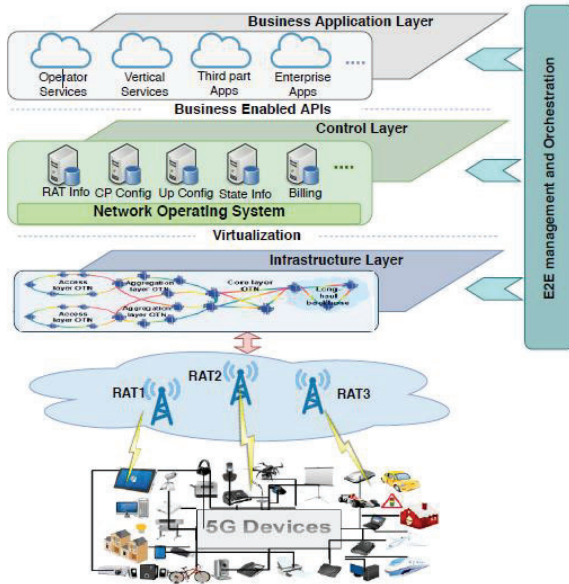 Business Application Layer
Operator
Services
Vertical
Services
Third part
Apps
Enterprise
Apps
....
Business Enabled APIs
Control Layer
RAT Info
CP Config
Up Config
State Info
Billing
....
Network Operating System
Virtualization
Infrastructure Layer
Access
layer OTN
Aggregation
layer OTN
Core layer
OTN
Long-
haul
backbone
Access
layer OTN
Aggregation
layer OTN
E2E management and Orchestration
RAT1
RAT2
RAT3
5G Devices